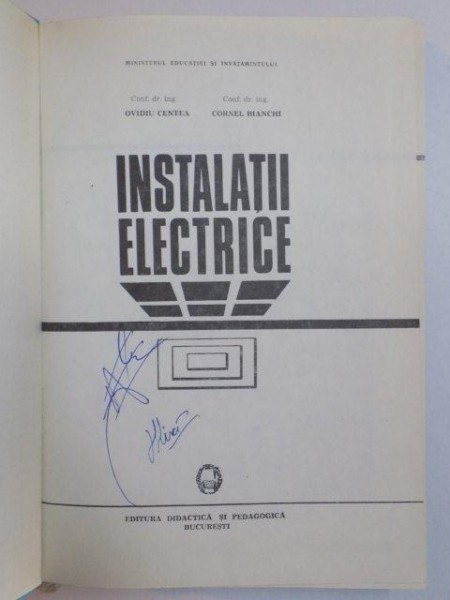 MINISTERUL EDUCAȚIEI ȘI ÎNVĂȚĂMÎNTULUI
Conf. dr. ing. Conf. dr. ing.
OVIDIU CENTEA CORNEL BIANCHI
INSTALAȚII
ELECTRICE
EDITURA DIDACTICĂ ȘI PEDAGOGICĂ
BUCUREȘTI